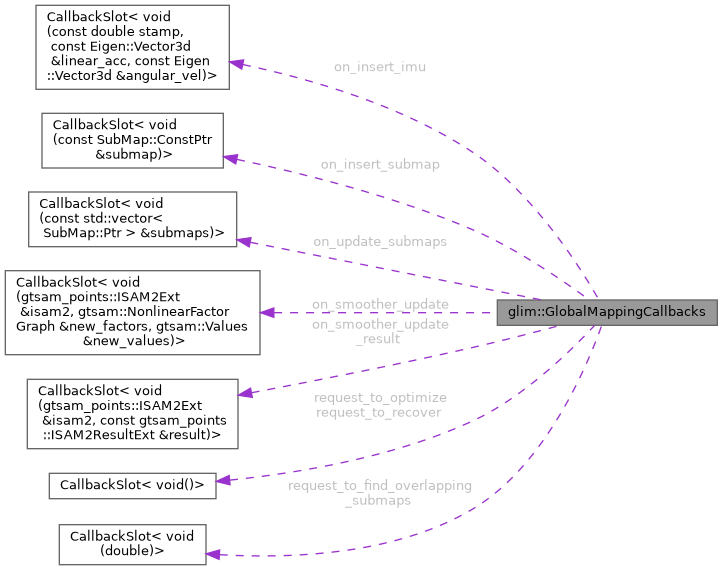 CallbackSlot< void
(const double stamp,
const Eigen::Vector3d
&linear_acc, const Eigen
::Vector3d &angular_vel)>
on_insert_imu
CallbackSlot< void
(const SubMap::ConstPtr
&submap)>
on_insert_submap
CallbackSlot< void
(const std::vector<
SubMap::Ptr > &submaps)>
on_update_submaps
CallbackSlot< void
(gtsam_points::ISAM2Ext
&isam2, gtsam::NonlinearFactor
Graph &new_factors, gtsam::Values
&new_values)>
on_smoother_update
glim::GlobalMappingCallbacks
on_smoother_update
_result
CallbackSlot< void
(gtsam_points::ISAM2Ext
&isam2, const gtsam_points
::ISAM2ResultExt &result)>
request_to_optimize
request_to_recover
CallbackSlot< void()>
request_to_find_overlapping
_submaps
CallbackSlot< void
(double)>